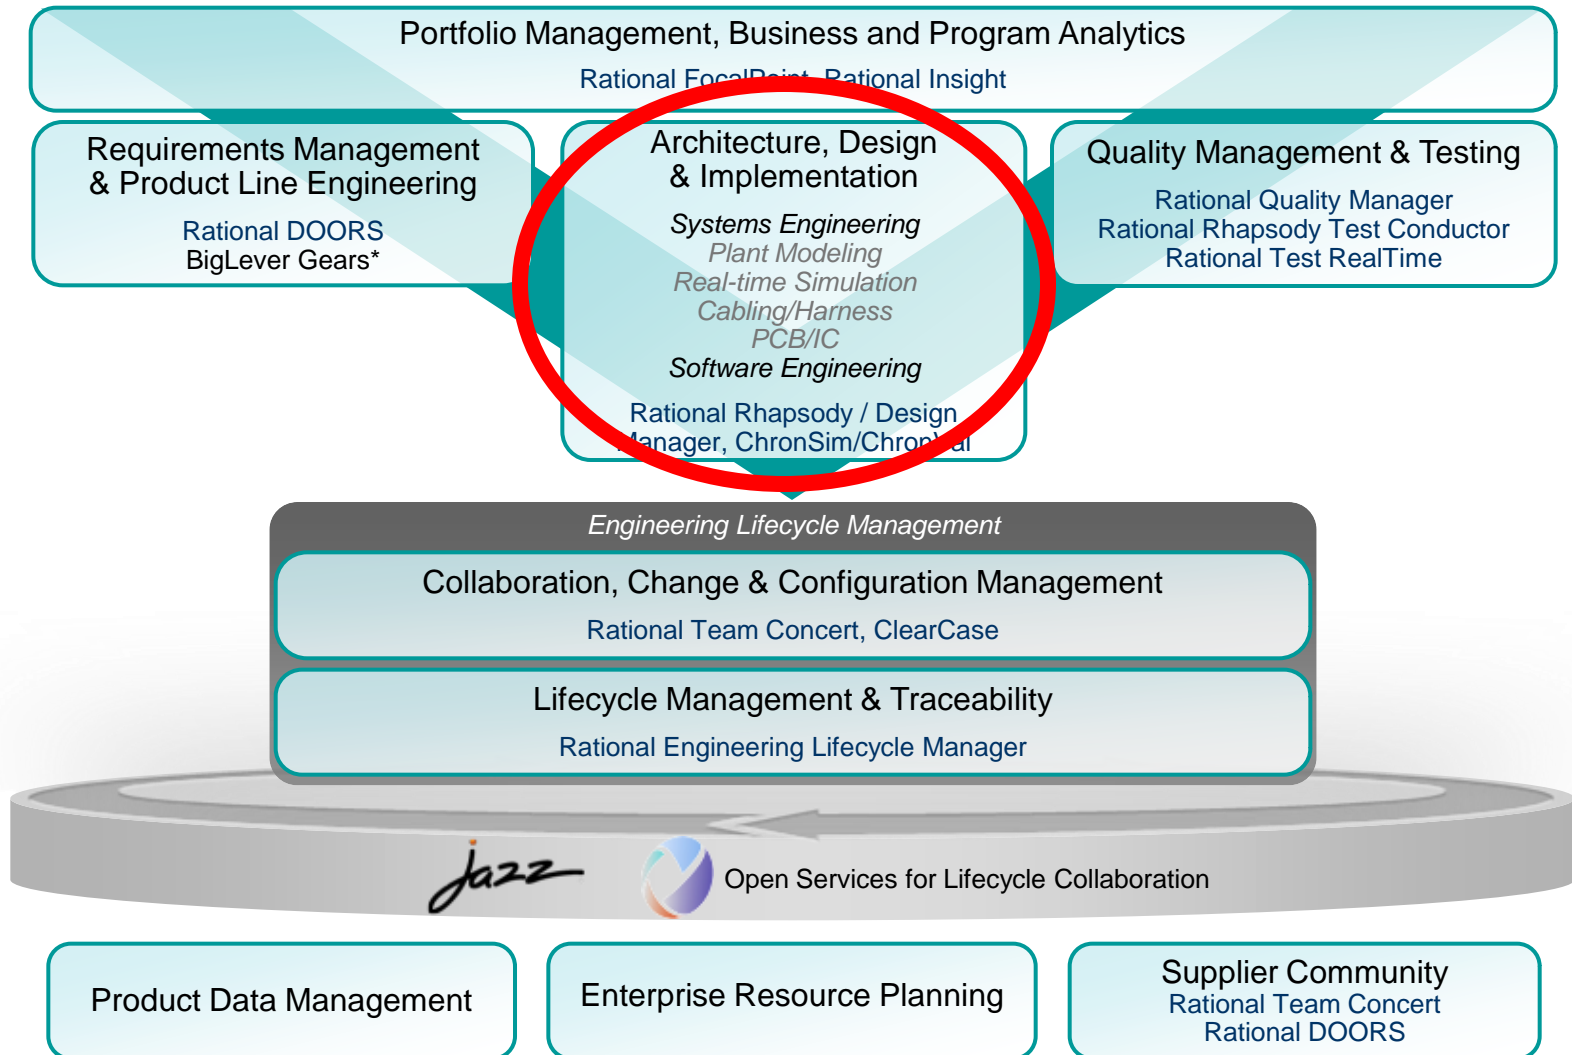 Portfolio Management, Business and Program Analytics
Rational FocalPoint, Rational Insight
Requirements Management
& Product Line Engineering
Rational DOORS
BigLever Gears*
Architecture, Design
& Implementation
Systems Engineering
Plant Modeling
Real-time Simulation
Cabling/Harness
PCB/IC
Software Engineering
Rational Rhapsody / Design
Manager, ChronSim/ChronVal
Quality Management & Testing
Rational Quality Manager
Rational Rhapsody Test Conductor
Rational Test RealTime
Engineering Lifecycle Management
Collaboration, Change & Configuration Management
Rational Team Concert, ClearCase
Lifecycle Management & Traceability
Rational Engineering Lifecycle Manager
jazz
Open Services for Lifecycle Collaboration
Product Data Management
Enterprise Resource Planning
Supplier Community
Rational Team Concert
Rational DOORS